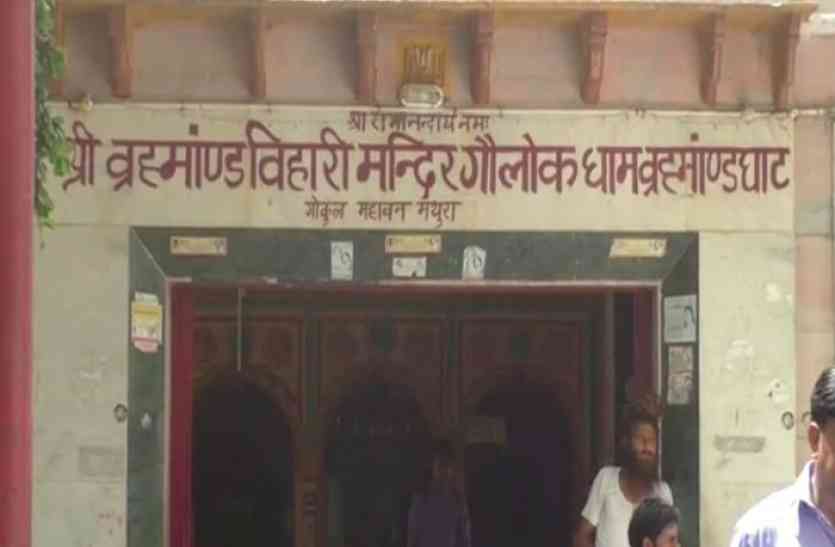 श्री रामानन्दाय नमः
श्री व्रह्मांण्ड विहारी मन्दिर गौलोक धाम व्रह्मांण्ड घाट
गोकुल महावन मथुरा